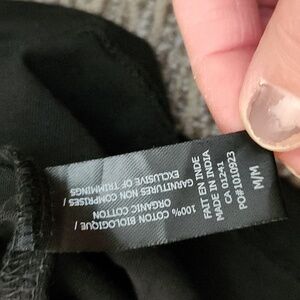 M/M
PO#1010923
CA 01241
MADE IN INDIA
FAIT EN INDE
100% COTON BIOLOGIQUE /
ORGANIC COTTON
GARNITURES NON COMPRISES /
EXCLUSIVE OF TRIMMINGS